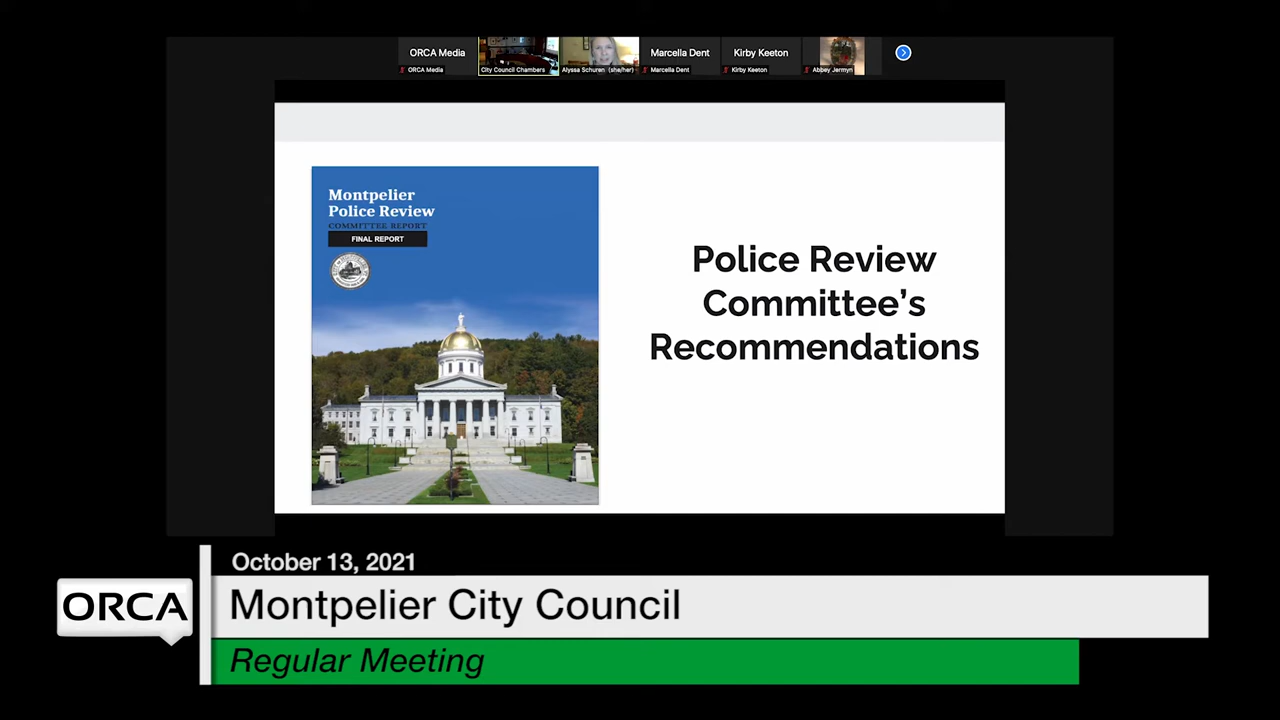 ORCA Media
Marcella Dent
Kirby Keeton
ORCA Media
City Council Chambers
Alyssa Schuren (she/her)
Marcella Dent
Kirby Keeton
Abbey Jermyn
Montpelier
Police Review
COMMITTEE REPORT
FINAL REPORT
Police Review
Committee’s
Recommendations
October 13, 2021
ORCA
Montpelier City Council
Regular Meeting